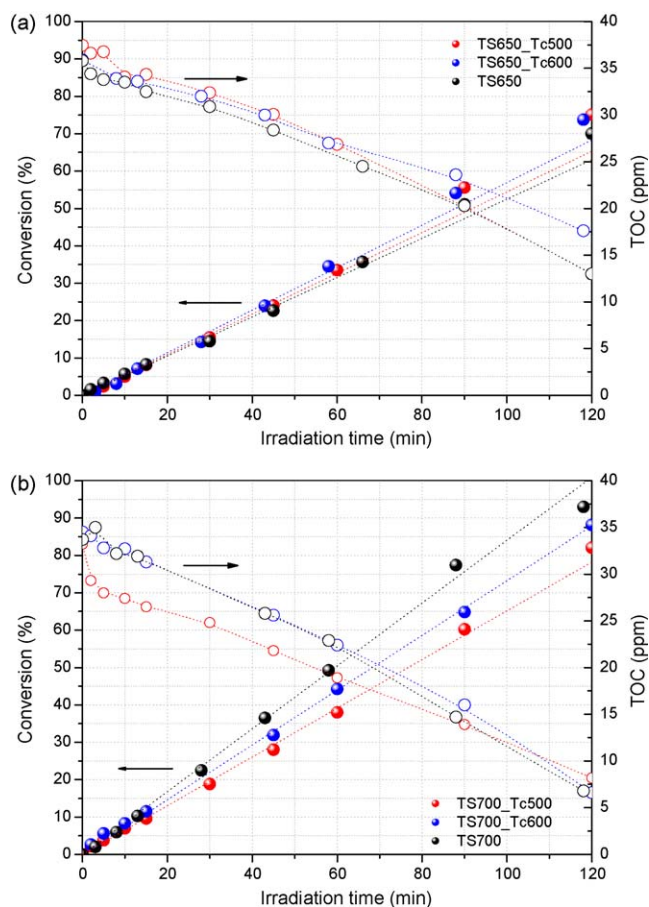 (a)
100
90
80
70
60
50
40
30
20
10
0
Conversion (%)
40
35
30
25
20
15
10
5
0
TOC (ppm)
TS650_Tc500
TS650_Tc600
TS650
0 20 40 60 80 100 120
Irradiation time (min)
(b)
100
90
80
70
60
50
40
30
20
10
0
Conversion (%)
40
35
30
25
20
15
10
5
0
TOC (ppm)
TS700_Tc500
TS700_Tc600
TS700
0 20 40 60 80 100 120
Irradiation time (min)